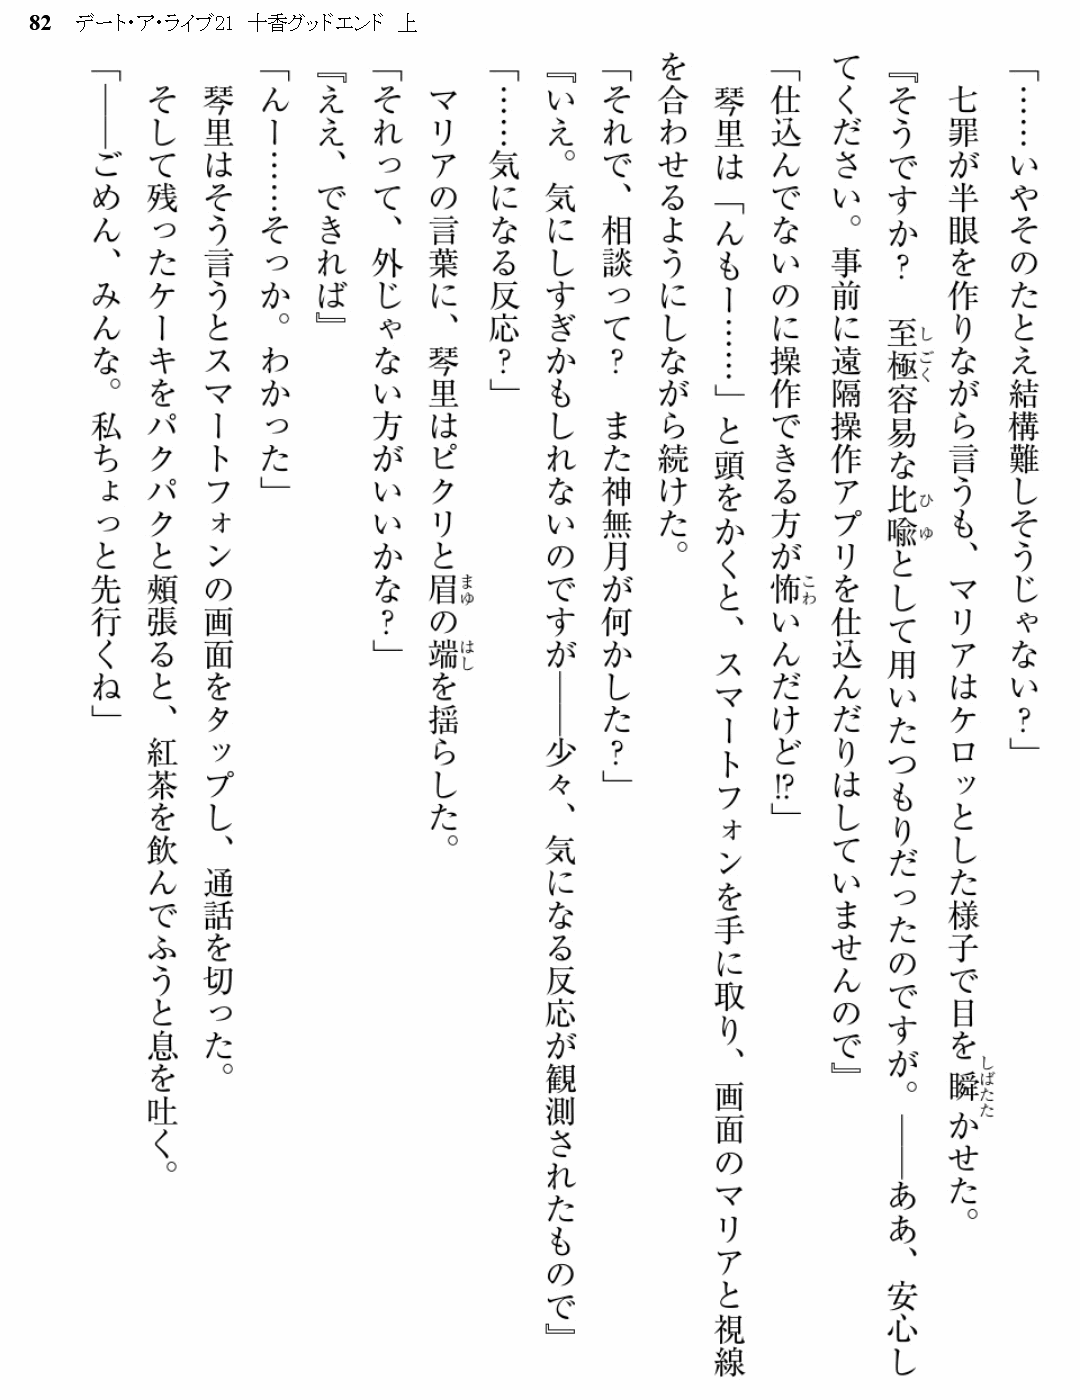 82 デート・ア・ライブ21 十香グッドエンド 上
「……いやそのたとえ結構難しそうじゃない？」
七罪が半眼を作りながら言うも、マリアはケロッとした様子で目を瞬かせた。
『そうですか？ 至極容易な比喩として用いたつもりだったのですが。――ああ、安心し
てください。事前に遠隔操作アプリを仕込んだりはしていませんので』
「仕込んでないのに操作できる方が怖いんだけど!?」
琴里は「んもー……」と頭をかくと、スマートフォンを手に取り、画面のマリアと視線
を合わせるようにしながら続けた。
「それで、相談って？ また神無月が何かした？」
『いえ。気にしすぎかもしれないのですが――少々、気になる反応が観測されたもので』
「……気になる反応？」
マリアの言葉に、琴里はピクリと眉の端を揺らした。
「それって、外じゃない方がいいかな？」
『ええ、できれば』
「んー……そっか。わかった」
琴里はそう言うとスマートフォンの画面をタップし、通話を切った。
そして残ったケーキをパクパクと頰張ると、紅茶を飲んでふうと息を吐く。
「――ごめん、みんな。私ちょっと先行くね」